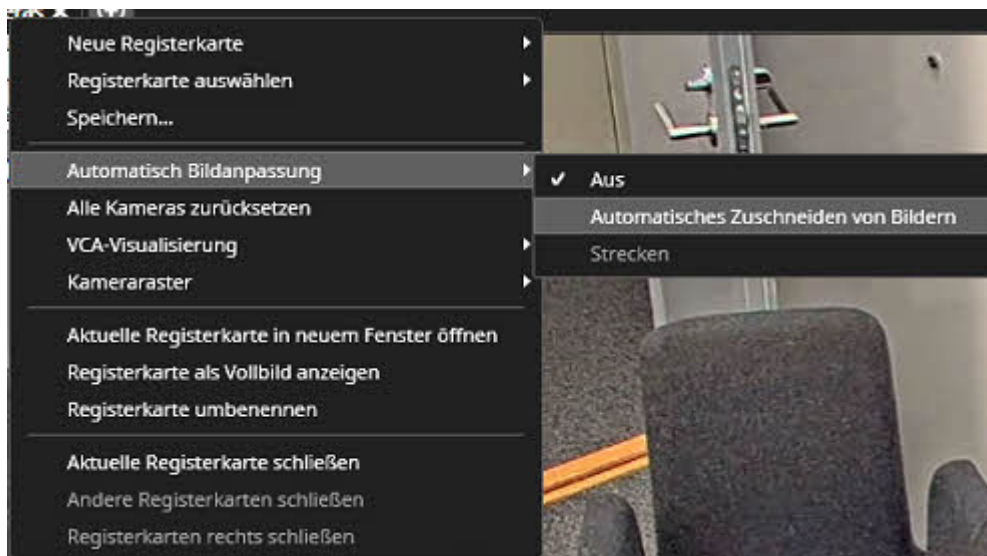 Neue Registerkarte
Registerkarte auswählen
Speichern...
Automatisch Bildanpassung
Aus
Automatisches Zuschneiden von Bildern
Strecken
Alle Kameras zurücksetzen
VCA-Visualisierung
Kameraraster
Aktuelle Registerkarte in neuem Fenster öffnen
Registerkarte als Vollbild anzeigen
Registerkarte umbenennen
Aktuelle Registerkarte schließen
Andere Registerkarten schließen
Registerkarten rechts schließen